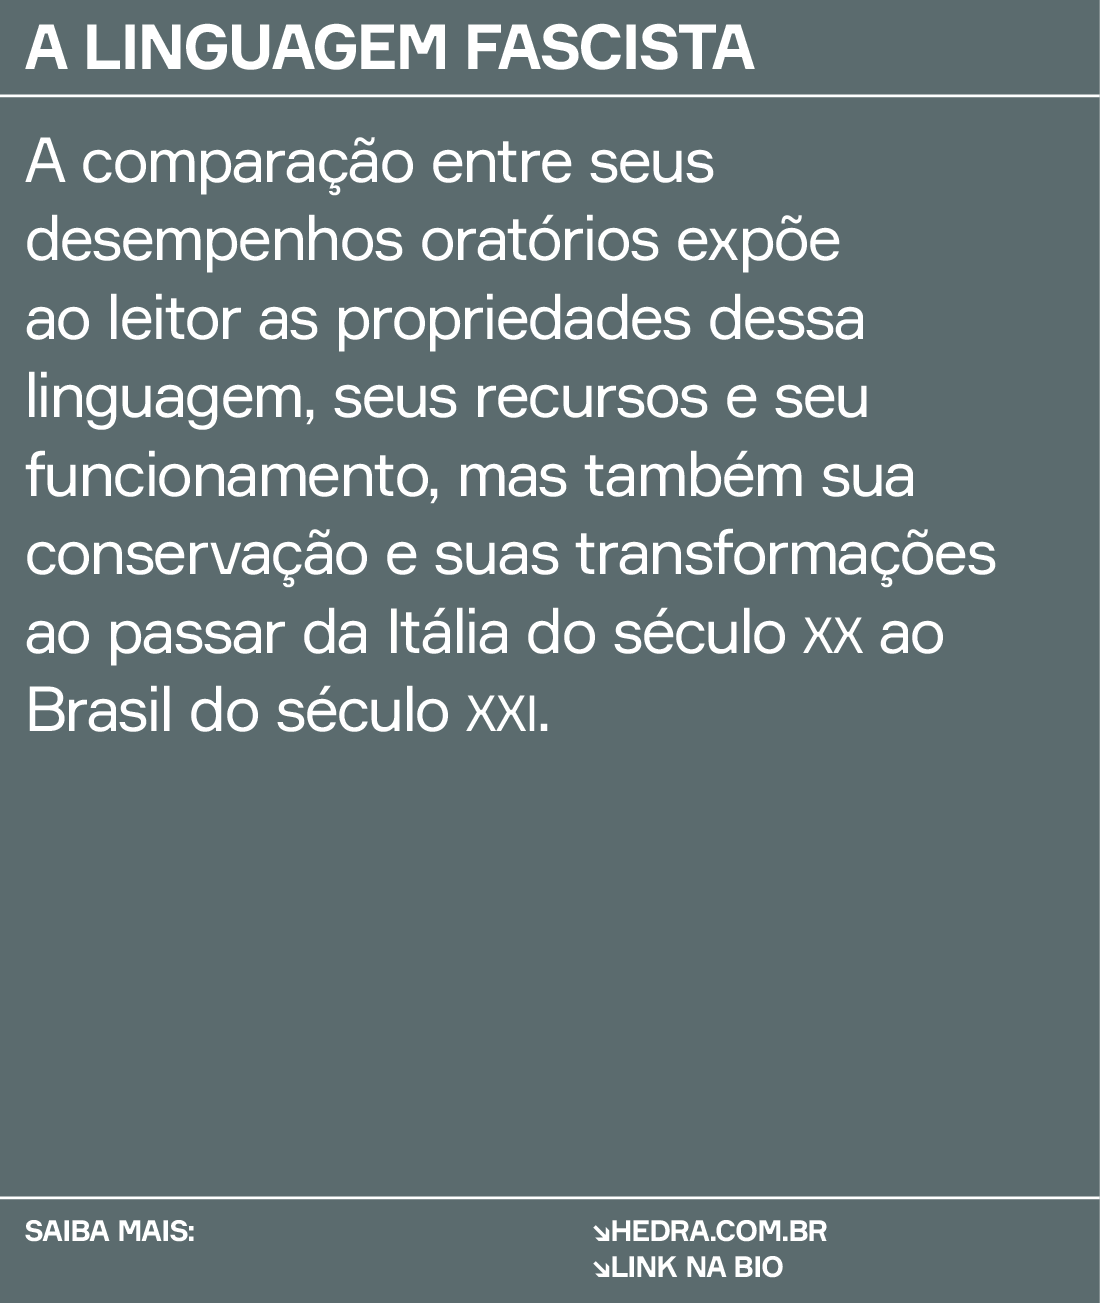 A LINGUAGEM FASCISTA
A comparação entre seus
desempenhos oratórios expõe
ao leitor as propriedades dessa
linguagem, seus recursos e seu
funcionamento, mas também sua
conservação e suas transformações
ao passar da Itália do século XX ao
Brasil do século XXI.
SAIBA MAIS:
↘HEDRA.COM.BR
↘LINK NA BIO